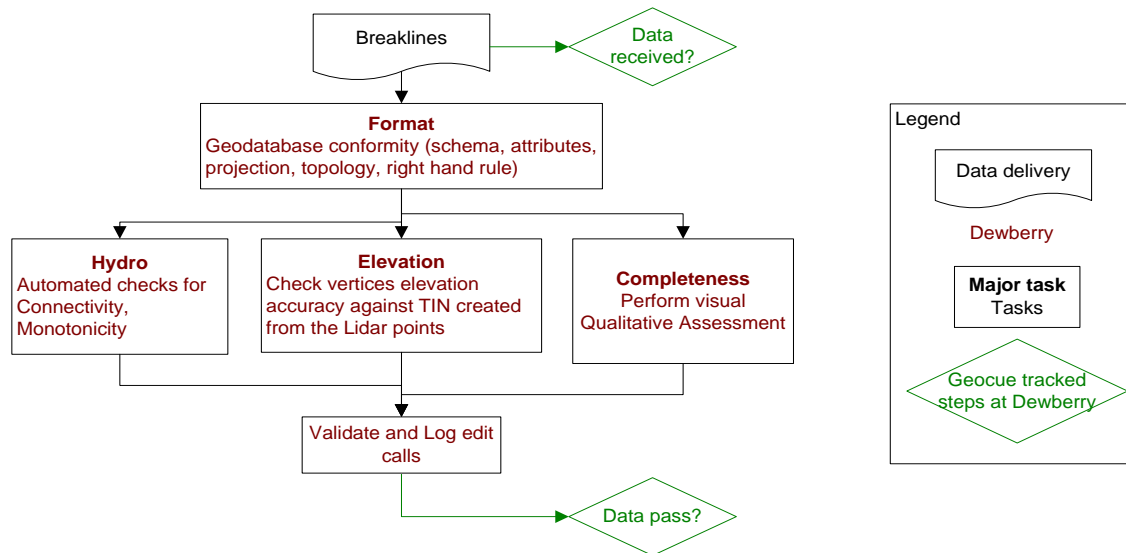 Breaklines
Data
received?
Format
Geodatabase conformity (schema, attributes,
projection, topology, right hand rule)
Hydro
Automated checks for
Connectivity,
Monotonicity
Elevation
Check vertices elevation
accuracy against TIN created
from the Lidar points
Completeness
Perform visual
Qualitative Assessment
Validate and Log edit
calls
Data pass?
Legend
Data delivery
Dewberry
Major task
Tasks
Geocue tracked
steps at Dewberry